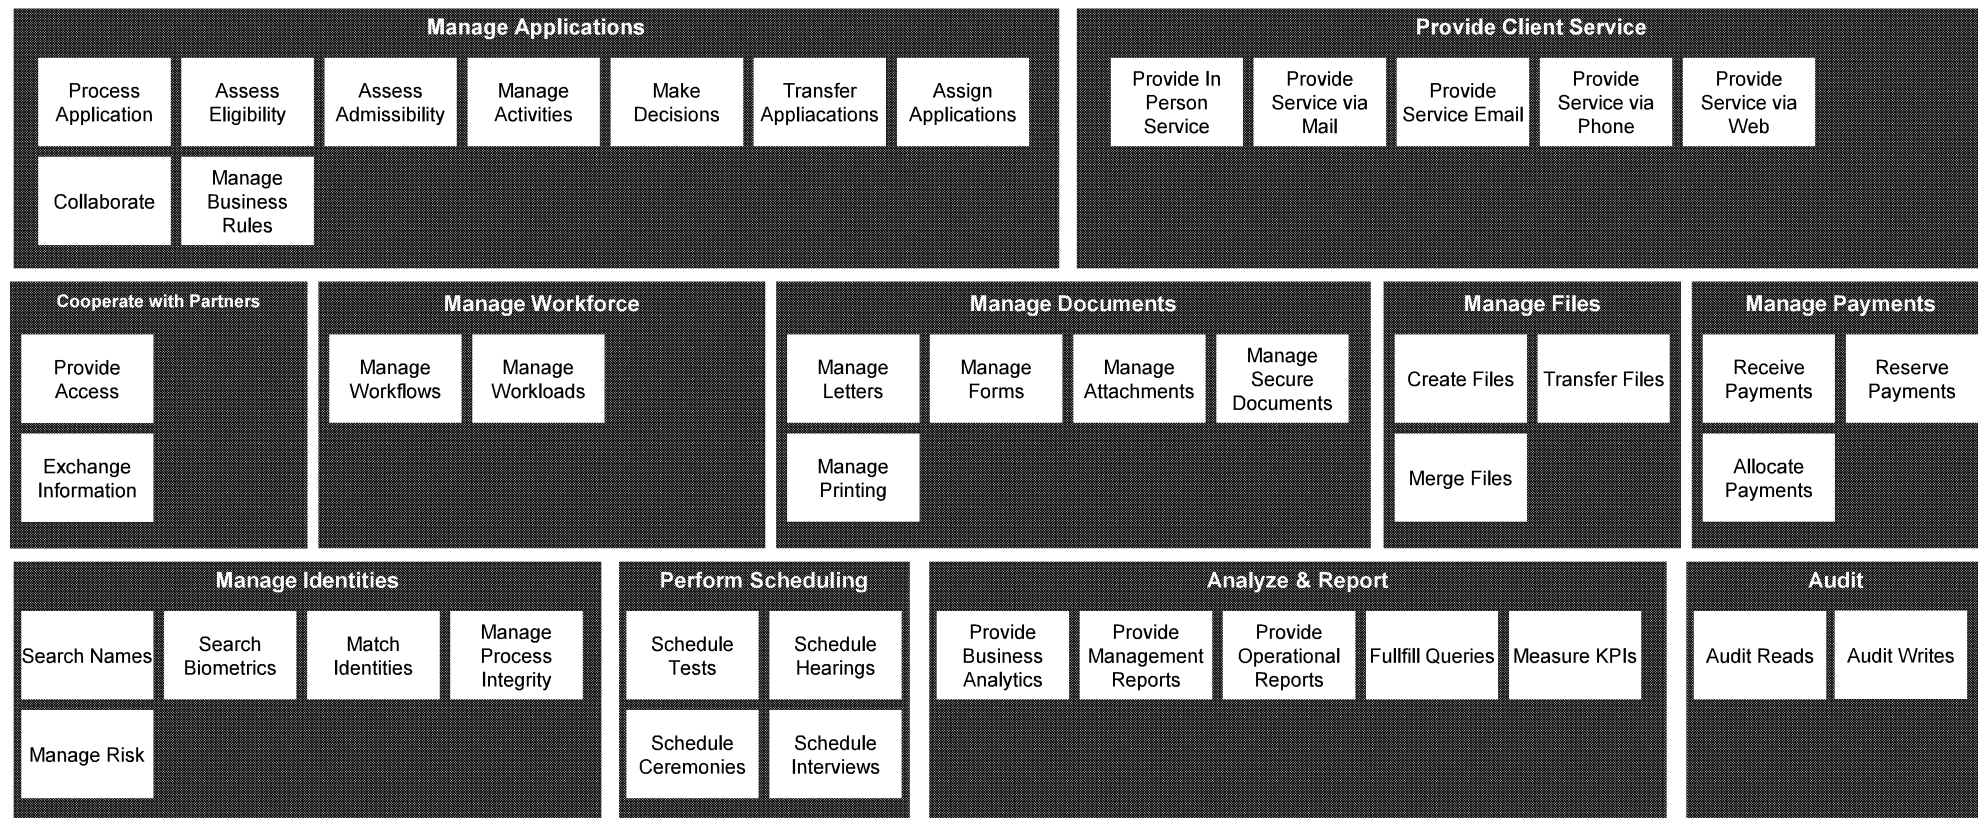 Manage Applications
Process
Application
Assess
Eligibility
Assess
Admissibility
Manage
Activities
Make
Decisions
Transfer
Appliacations
Assign
Applications
Collaborate
Manage
Business
Rules
Provide Client Service
Provide In
Person
Service
Provide
Service via
Mail
Provide
Service Email
Provide
Service via
Phone
Provide
Service via
Web
Cooperate with Partners
Provide
Access
Exchange
Information
Manage Workforce
Manage
Workflows
Manage
Workloads
Manage Documents
Manage
Letters
Manage
Forms
Manage
Attachments
Manage
Secure
Documents
Manage
Printing
Manage Files
Create Files
Transfer Files
Merge Files
Manage Payments
Receive
Payments
Reserve
Payments
Allocate
Payments
Manage Identities
Search Names
Search
Biometrics
Match
Identities
Manage
Process
Integrity
Manage Risk
Perform Scheduling
Schedule
Tests
Schedule
Hearings
Schedule
Ceremonies
Schedule
Interviews
Analyze & Report
Provide
Business
Analytics
Provide
Management
Reports
Provide
Operational
Reports
Fullfill Queries
Measure KPIs
Audit
Audit Reads
Audit Writes